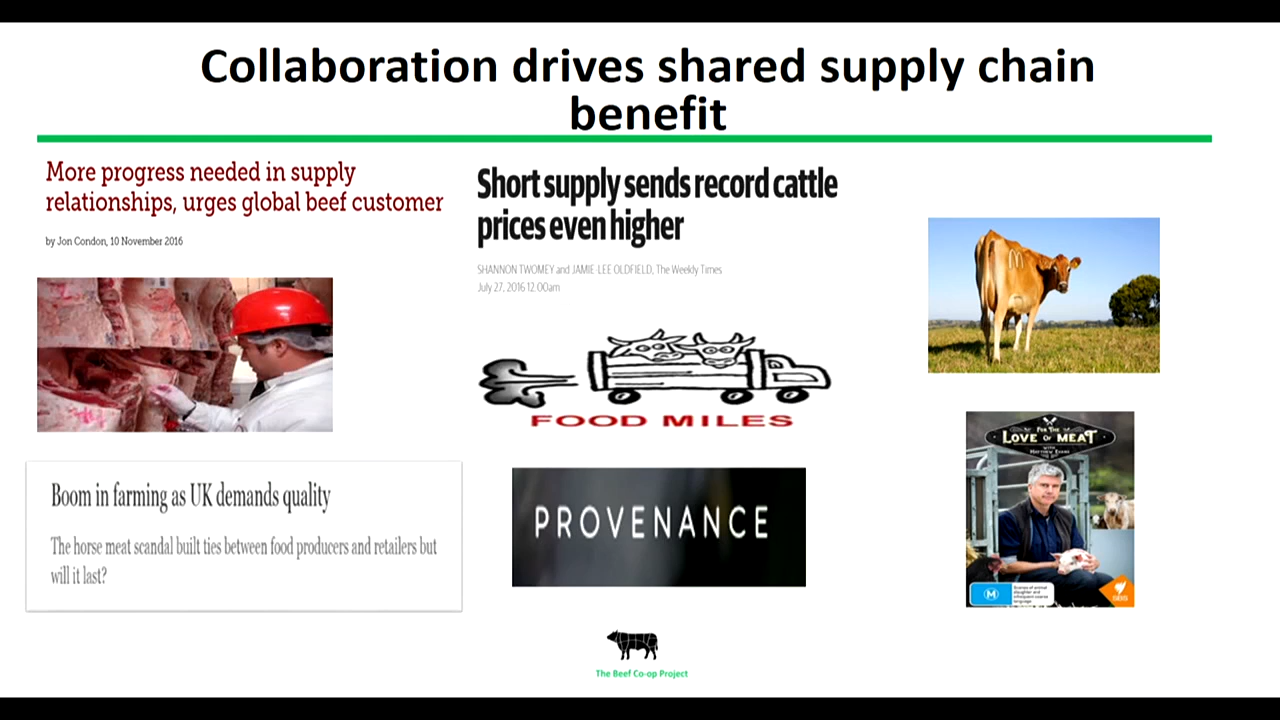 Collaboration drives shared supply chain
benefit
More progress needed in supply
relationships, urges global beef customer
by Jon Condon, 10 November 2016
Short supply sends record cattle
prices even higher
SHANNON TWOMEY and JAMIE-LEE OLDFIELD, The Weekly Times
July 27, 2016 12:00am
FOOD MILES
Boom in farming as UK demands quality
The horse meat scandal built ties between food producers and retailers but
will it last?
PROVENANCE
FOR THE
LOVE OF MEAT
WITH
MATTHEW EVANS
M
SBS
The Beef Co-op Project